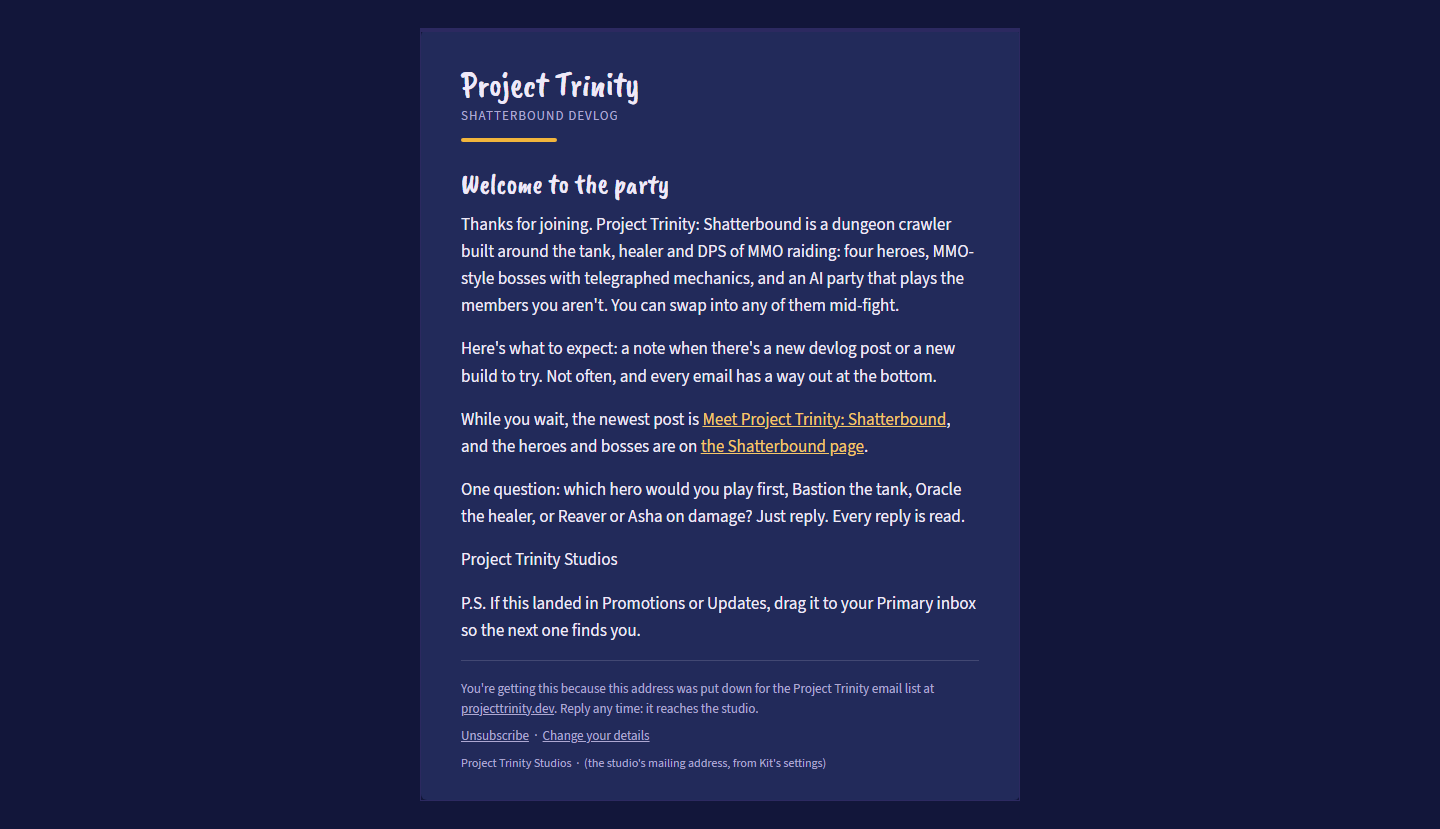 Project Trinity
SHATTERBOUND DEVLOG
Welcome to the party
Thanks for joining. Project Trinity: Shatterbound is a dungeon crawler
built around the tank, healer and DPS of MMO raiding: four heroes, MMO-
style bosses with telegraphed mechanics, and an AI party that plays the
members you aren't. You can swap into any of them mid-fight.
Here's what to expect: a note when there's a new devlog post or a new
build to try. Not often, and every email has a way out at the bottom.
While you wait, the newest post is Meet Project Trinity: Shatterbound,
and the heroes and bosses are on the Shatterbound page.
One question: which hero would you play first, Bastion the tank, Oracle
the healer, or Reaver or Asha on damage? Just reply. Every reply is read.
Project Trinity Studios
P.S. If this landed in Promotions or Updates, drag it to your Primary inbox
so the next one finds you.
You're getting this because this address was put down for the Project Trinity email list at
projecttrinity.dev. Reply any time: it reaches the studio.
Unsubscribe · Change your details
Project Trinity Studios · (the studio's mailing address, from Kit's settings)